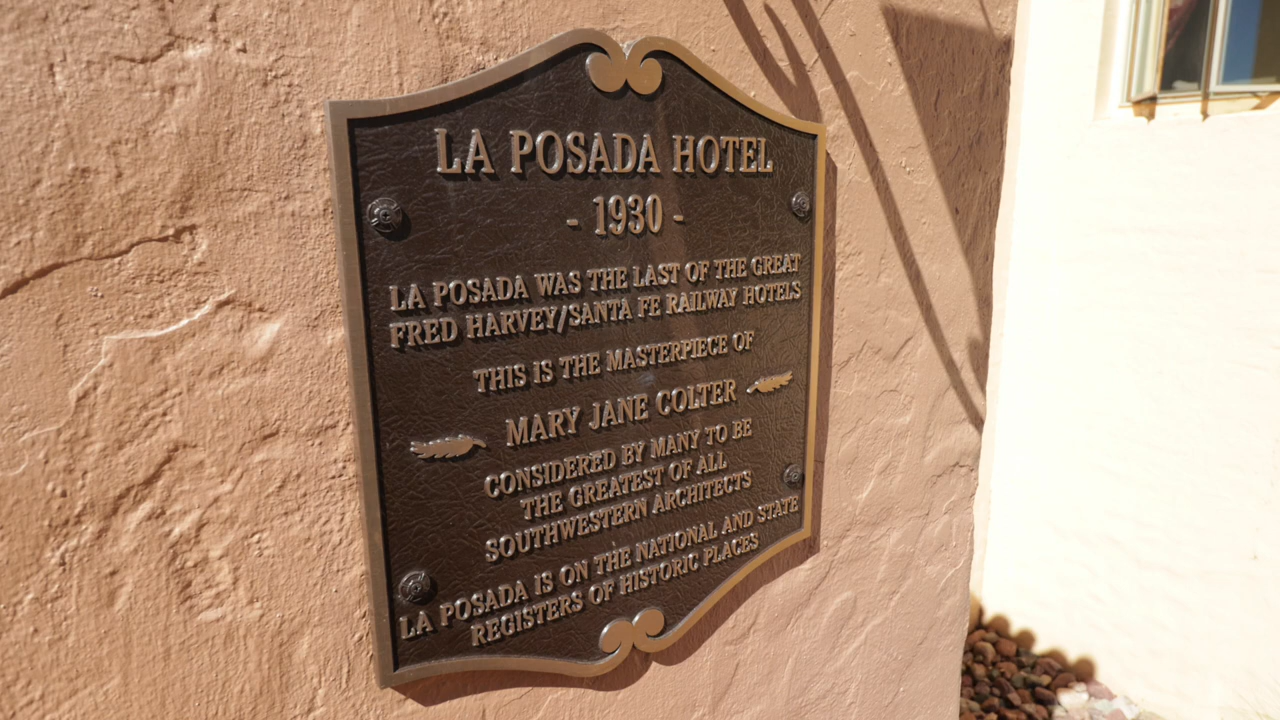 LA POSADA HOTEL
- 1930 -
LA POSADA WAS THE LAST OF THE GREAT
FRED HARVEY/SANTA FE RAILWAY HOTELS
THIS IS THE MASTERPIECE OF
MARY JANE COLTER
CONSIDERED BY MANY TO BE
THE GREATEST OF ALL
SOUTHWESTERN ARCHITECTS
LA POSADA IS ON THE NATIONAL AND STATE
REGISTERS OF HISTORIC PLACES